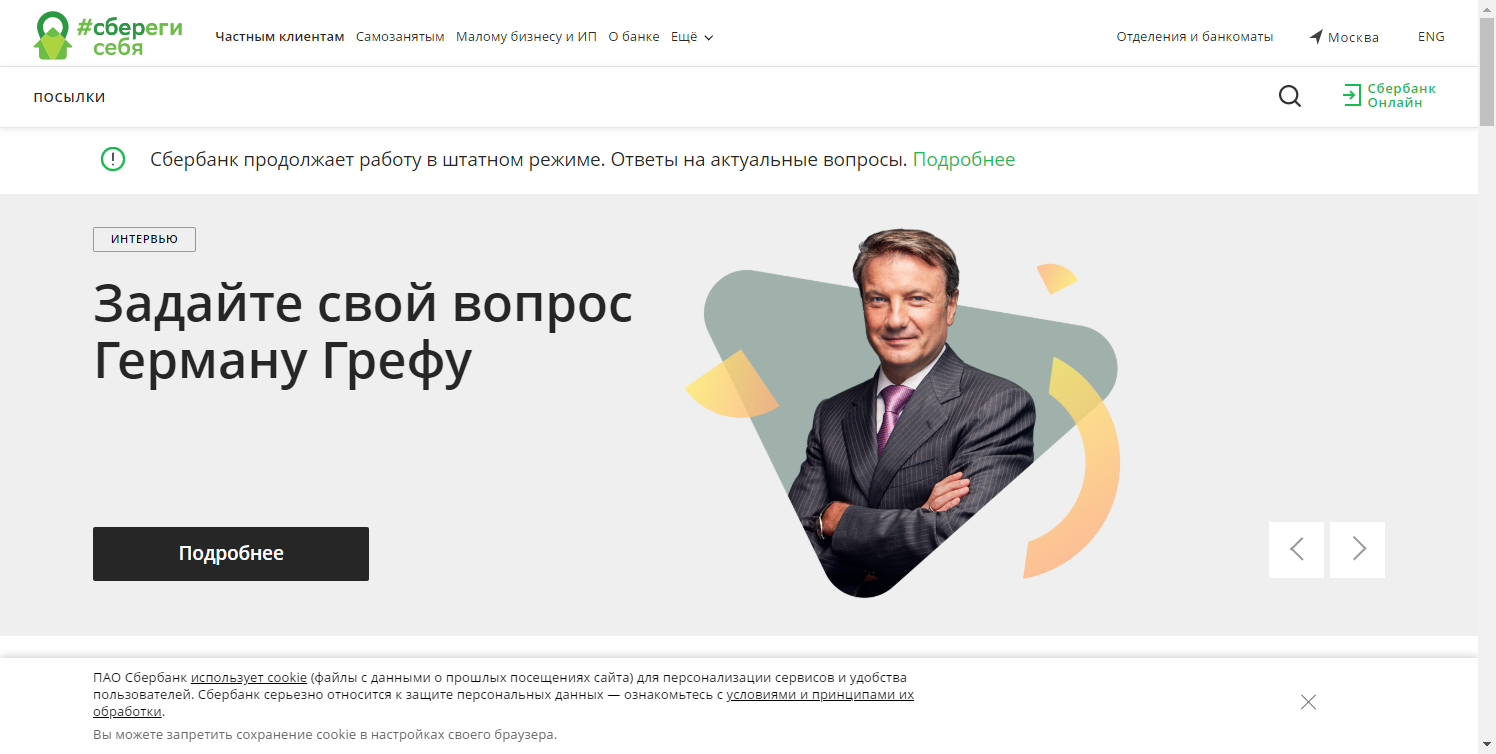 #сбереги
себя
Частным клиентам Самозанятым Малому бизнесу и ИП О банке Ещё
Отделения и банкоматы Москва ENG
ПОСЫЛКИ
Сбербанк
Онлайн
Сбербанк продолжает работу в штатном режиме. Ответы на актуальные вопросы. Подробнее
ИНТЕРВЬЮ
Задайте свой вопрос
Герману Грефу
Подробнее
ПАО Сбербанк использует cookie (файлы с данными о прошлых посещениях сайта) для персонализации сервисов и удобства
пользователей. Сбербанк серьезно относится к защите персональных данных — ознакомьтесь с условиями и принципами их
обработки.
Вы можете запретить сохранение cookie в настройках своего браузера.